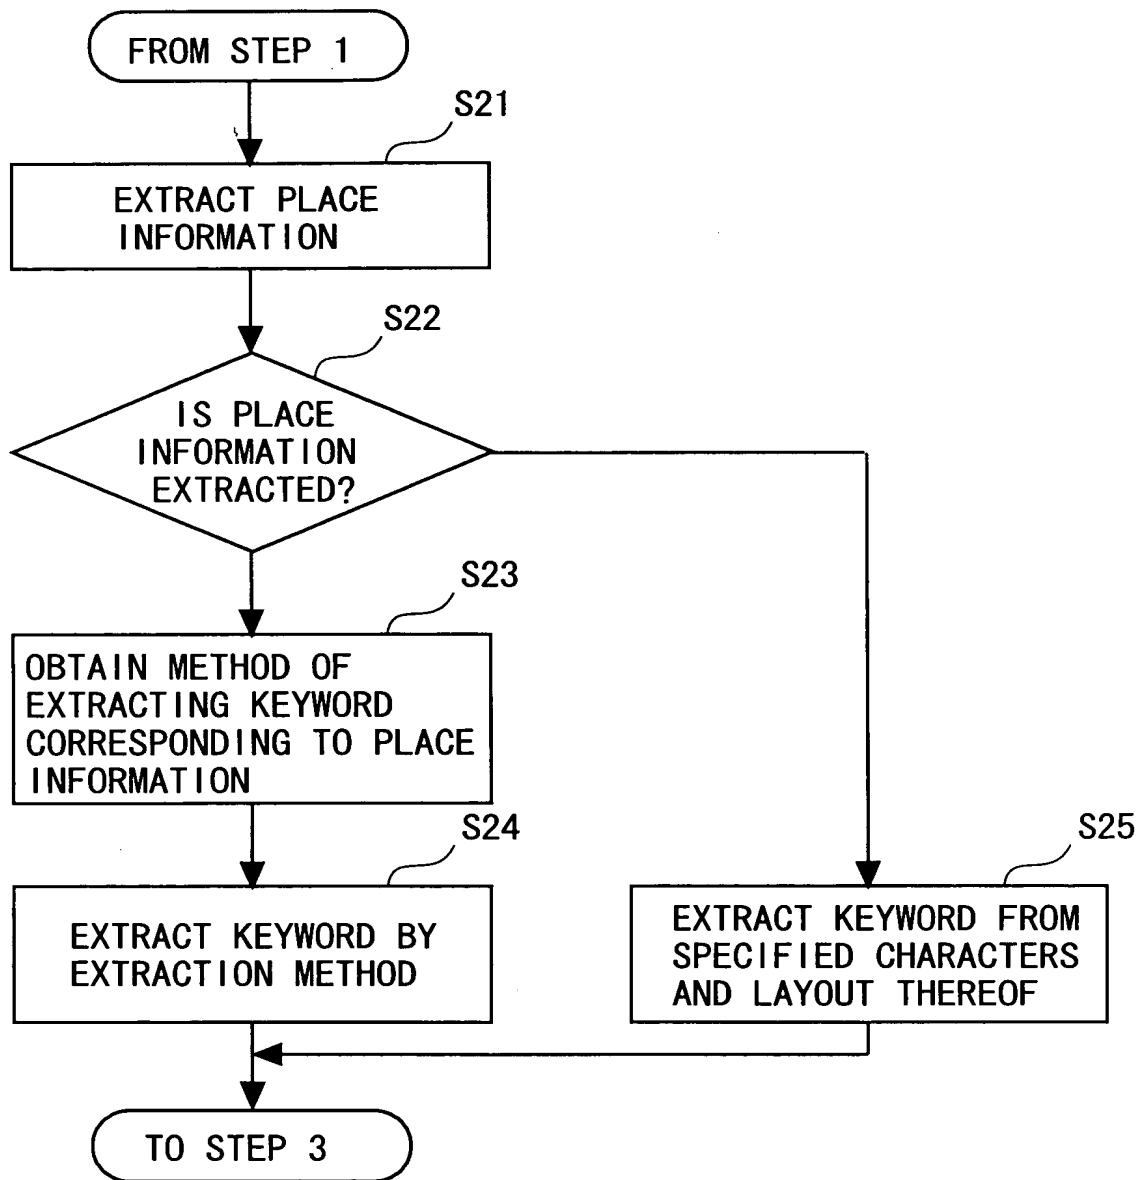 FROM STEP 1
S21
EXTRACT PLACE
INFORMATION
S22
IS PLACE
INFORMATION
EXTRACTED?
S23
OBTAIN METHOD OF
EXTRACTING KEYWORD
CORRESPONDING TO PLACE
INFORMATION
S24
EXTRACT KEYWORD BY
EXTRACTION METHOD
S25
EXTRACT KEYWORD FROM
SPECIFIED CHARACTERS
AND LAYOUT THEREOF
TO STEP 3